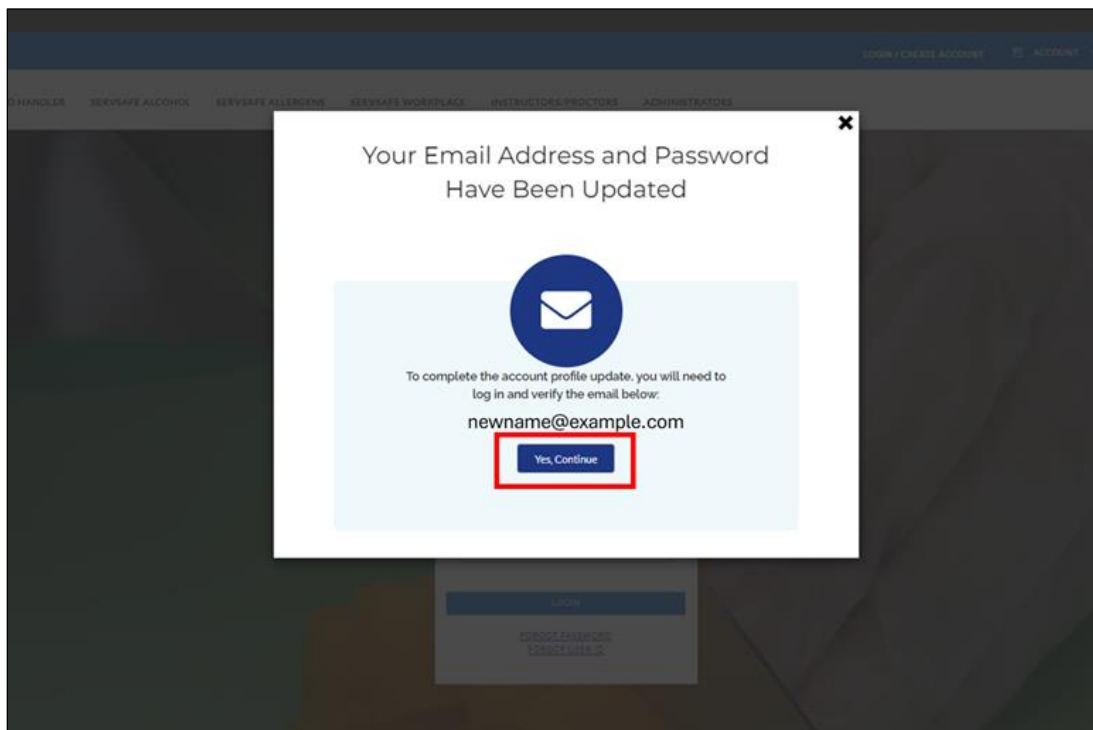 LOGIN / CREATE ACCOUNT
ACCOUNT
HANDLER
SERVSAFE ALCOHOL
SERVSAFE ALLERGENS
SERVSAFE WORKPLACE
INSTRUCTORS/PROCTORS
ADMINISTRATORS
Your Email Address and Password
Have Been Updated
To complete the account profile update, you will need to
log in and verify the email below:
newname@example.com
Yes, Continue
LOGIN
FORGOT PASSWORD
FORGOT USER ID